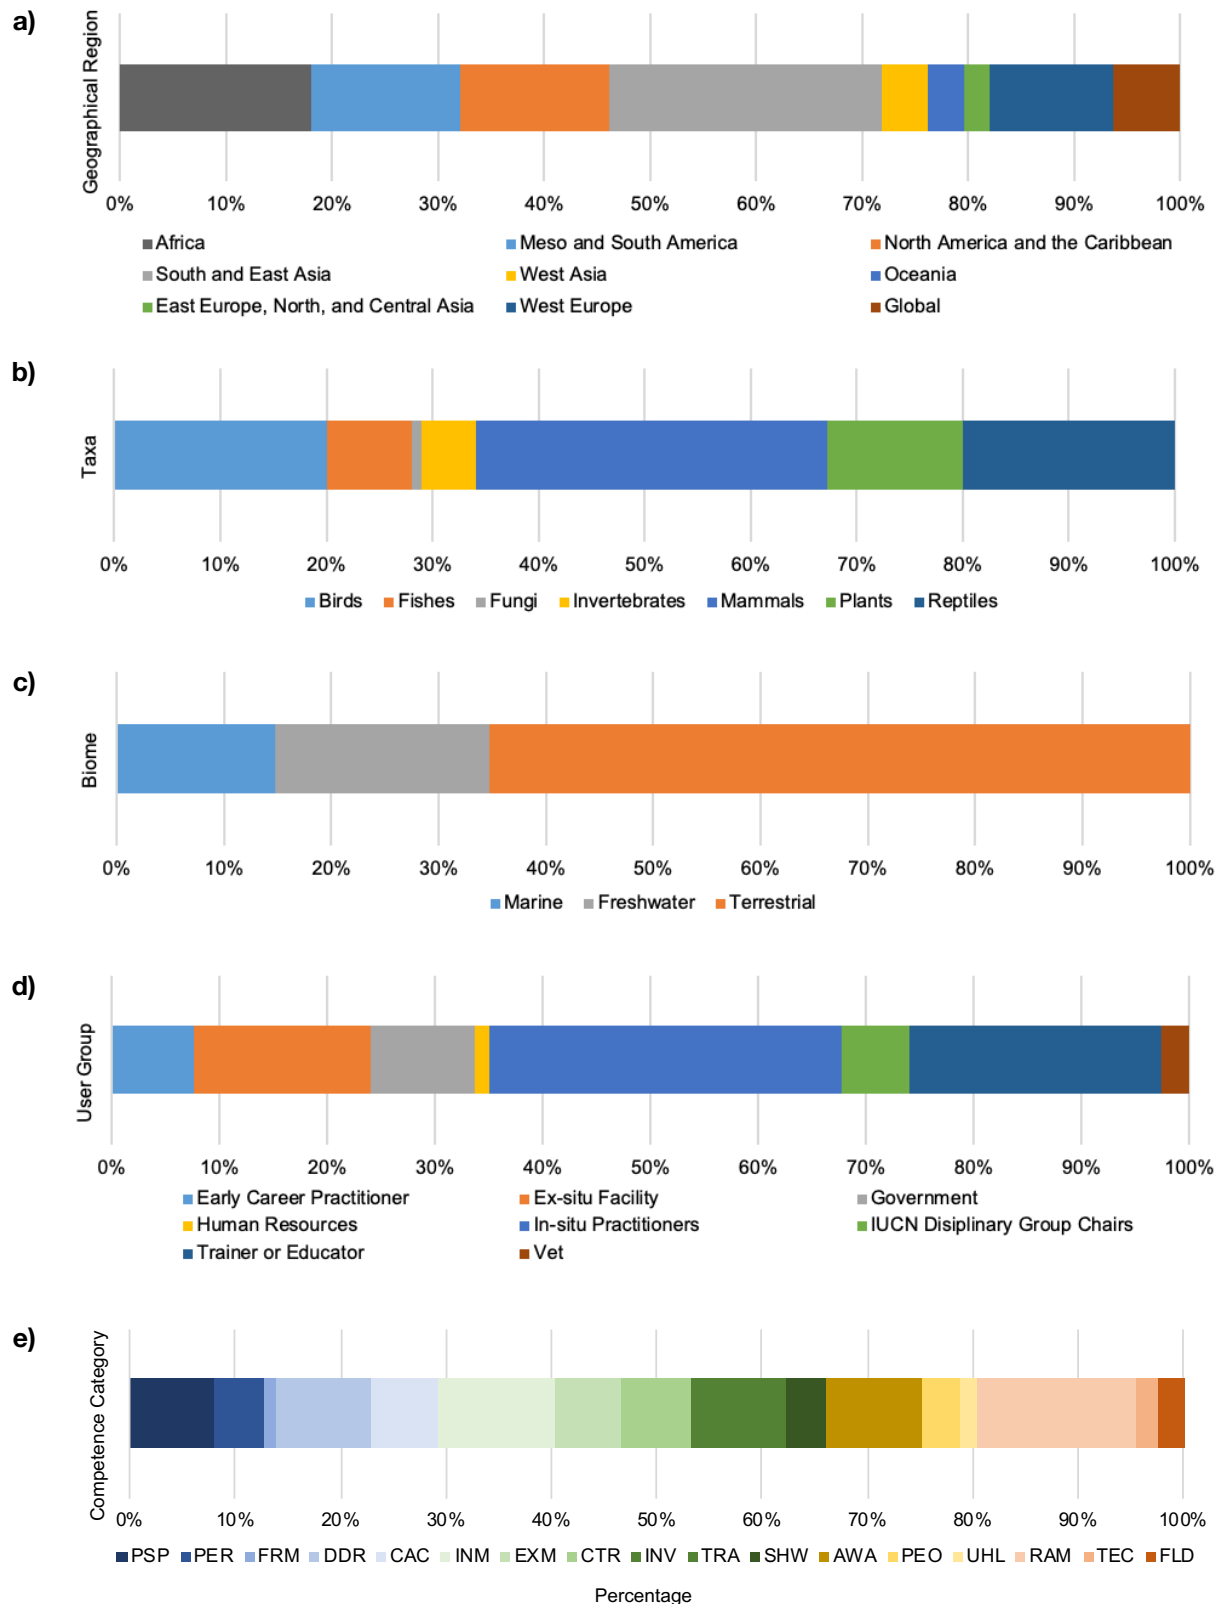 a)
Geographical Region
0% 10% 20% 30% 40% 50% 60% 70% 80% 90% 100%
Africa Meso and South America North America and the Caribbean
South and East Asia West Asia Oceania
East Europe, North, and Central Asia West Europe Global
b)
Taxa
0% 10% 20% 30% 40% 50% 60% 70% 80% 90% 100%
Birds Fishes Fungi Invertebrates Mammals Plants Reptiles
c)
Biome
0% 10% 20% 30% 40% 50% 60% 70% 80% 90% 100%
Marine Freshwater Terrestrial
d)
User Group
0% 10% 20% 30% 40% 50% 60% 70% 80% 90% 100%
Early Career Practitioner Ex-situ Facility Government
Human Resources In-situ Practitioners IUCN Disiplinary Group Chairs
Trainer or Educator Vet
e)
Competence Category
0% 10% 20% 30% 40% 50% 60% 70% 80% 90% 100%
PSP PER FRM DDR CAC INM EXM CTR INV TRA SHW AWA PEO UHL RAM TEC FLD
Percentage